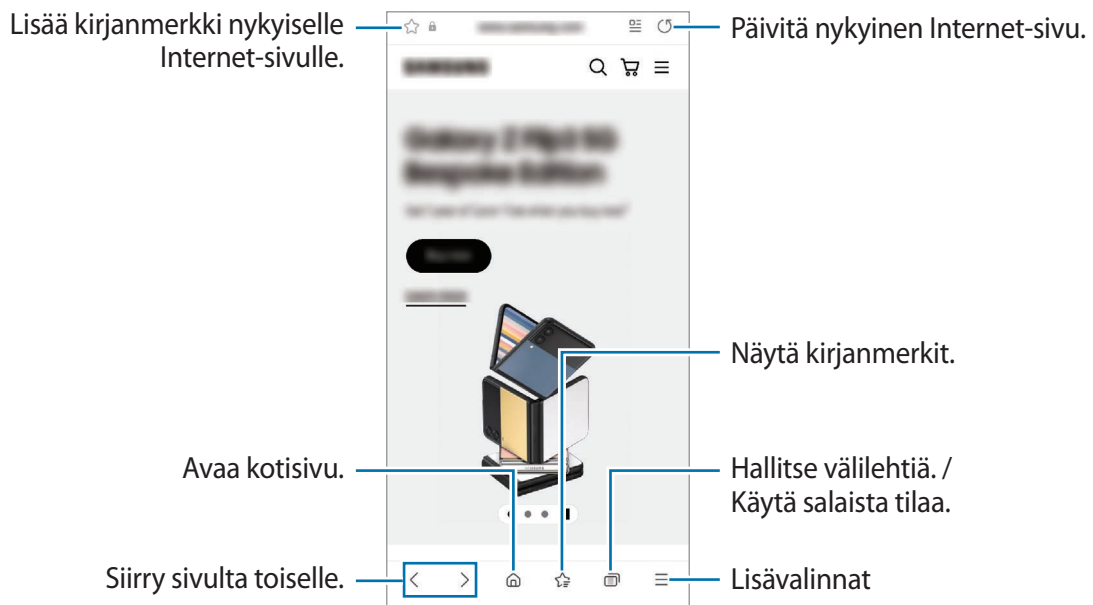 Lisää kirjanmerkki nykyiselle
Internet-sivulle.
Päivitä nykyinen Internet-sivu.
Näytä kirjanmerkit.
Avaa kotisivu.
Hallitse välilehtiä. /
Käytä salaista tilaa.
Siirry sivulta toiselle.
Lisävalinnat